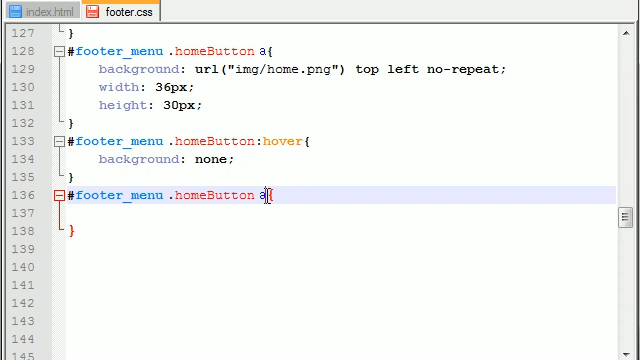 index.html footer.css
127 }
128 #footer_menu .homeButton a{
129 background: url("img/home.png") top left no-repeat;
130 width: 36px;
131 height: 30px;
132 }
133 #footer_menu .homeButton:hover{
134 background: none;
135 }
136 #footer_menu .homeButton a{
137
138 }
139
140
141
142
143
144
145